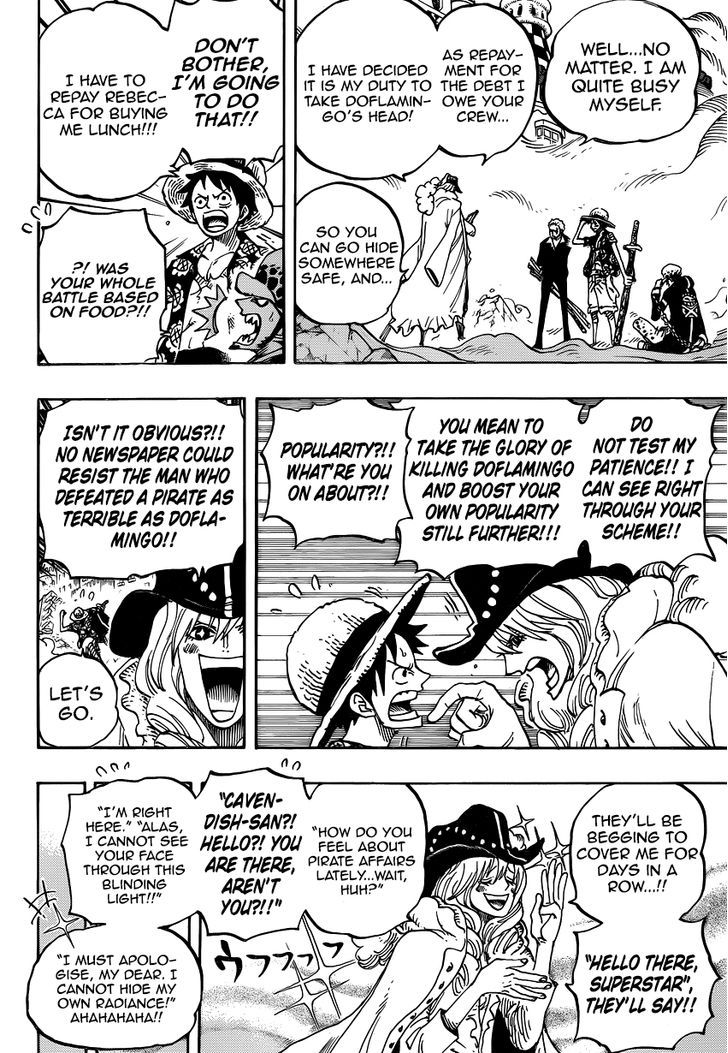 WELL...NO
MATTER. I AM
QUITE BUSY
MYSELF.
AS REPAY-
MENT FOR
THE DEBT I
OWE YOUR
CREW...
I HAVE DECIDED
IT IS MY DUTY TO
TAKE DOFLAMIN-
GO'S HEAD!
SO YOU
CAN GO HIDE
SOMEWHERE
SAFE, AND...
DON'T
BOTHER,
I'M GOING
TO DO
THAT!!
I HAVE TO
REPAY REBEC-
CA FOR BUYING
ME LUNCH!!!
?! WAS
YOUR WHOLE
BATTLE BASED
ON FOOD?!!
DO
NOT TEST MY
PATIENCE!! I
CAN SEE RIGHT
THROUGH YOUR
SCHEME!!
YOU MEAN TO
TAKE THE GLORY OF
KILLING DOFLAMINGO
AND BOOST YOUR
OWN POPULARITY
STILL FURTHER!!!
POPULARITY?!!
WHAT'RE YOU
ON ABOUT?!!
ISN'T IT OBVIOUS?!!
NO NEWSPAPER COULD
RESIST THE MAN WHO
DEFEATED A PIRATE AS
TERRIBLE AS DOFLA-
MINGO!!
LET'S
GO.
THEY'LL BE
BEGGING TO
COVER ME FOR
DAYS IN A
ROW...!!
"HELLO THERE,
SUPERSTAR",
THEY'LL SAY!!
"HOW DO YOU
FEEL ABOUT
PIRATE AFFAIRS
LATELY...WAIT,
HUH?"
"CAVEN-
DISH-SAN?!
HELLO?! YOU
ARE THERE,
AREN'T
YOU?!!"
"I'M RIGHT
HERE." "ALAS,
I CANNOT SEE
YOUR FACE
THROUGH THIS
BLINDING
LIGHT!!"
"I MUST APOLO-
GISE, MY DEAR. I
CANNOT HIDE MY
OWN RADIANCE!"
AHAHAHAHA!!
ウフフフッフ